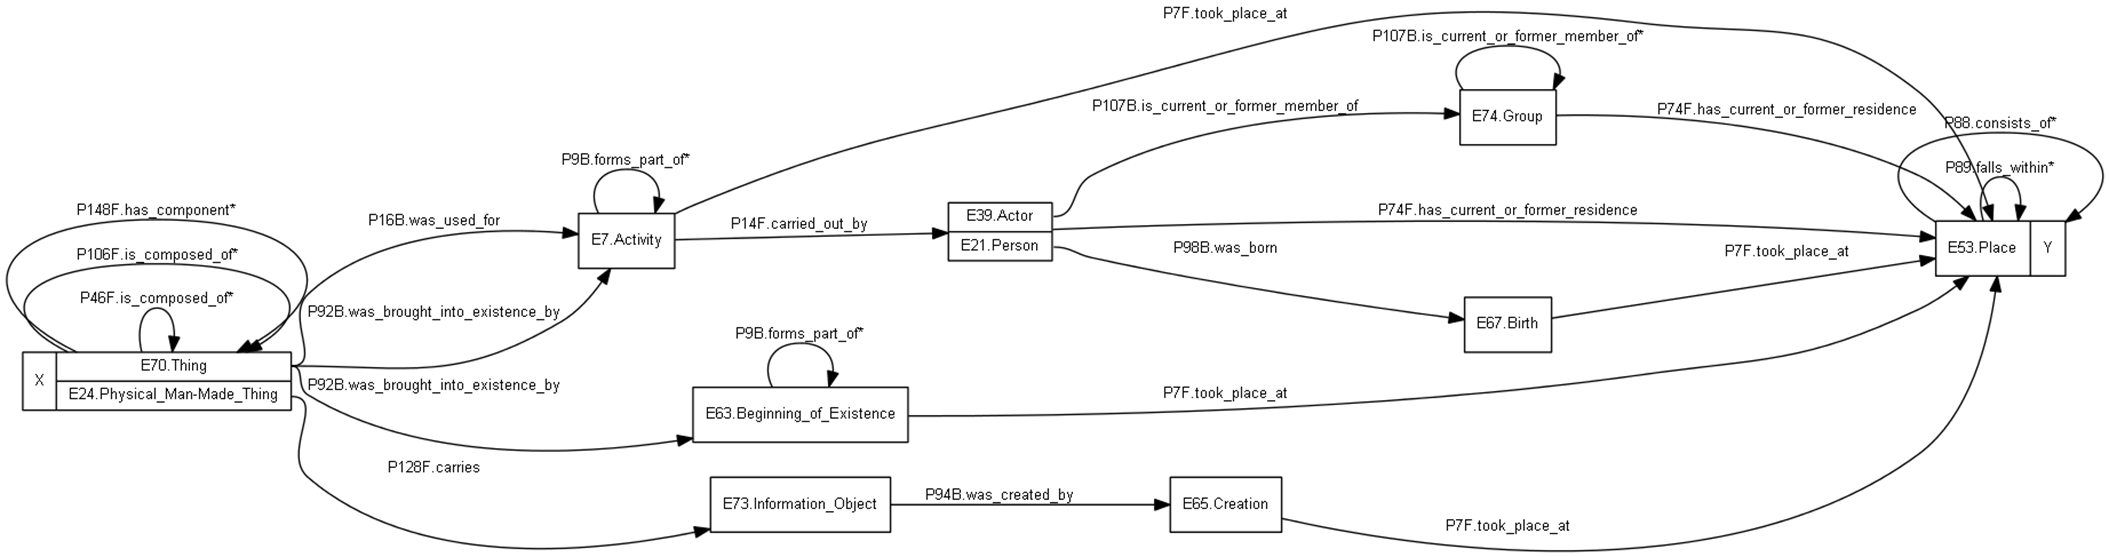 P7F.took_place_at
P107B.is_current_or_former_member_of*
P107B.is_current_or_former_member_of
E74.Group
P74F.has_current_or_former_residence
P88.consists_of*
P9B.forms_part_of*
P89.falls_within*
P148F.has_component*
P16B.was_used_for
P14F.carried_out_by
E39.Actor
P74F.has_current_or_former_residence
E7.Activity
E21.Person
P98B.was_born
P7F.took_place_at
E53.Place
Y
P106F.is_composed_of*
P46F.is_composed_of*
P92B.was_brought_into_existence_by
P9B.forms_part_of*
E67.Birth
X
E70.Thing
E24.Physical_Man-Made_Thing
P92B.was_brought_into_existence_by
P7F.took_place_at
E63.Beginning_of_Existence
P128F.carries
E73.Information_Object
P94B.was_created_by
E65.Creation
P7F.took_place_at